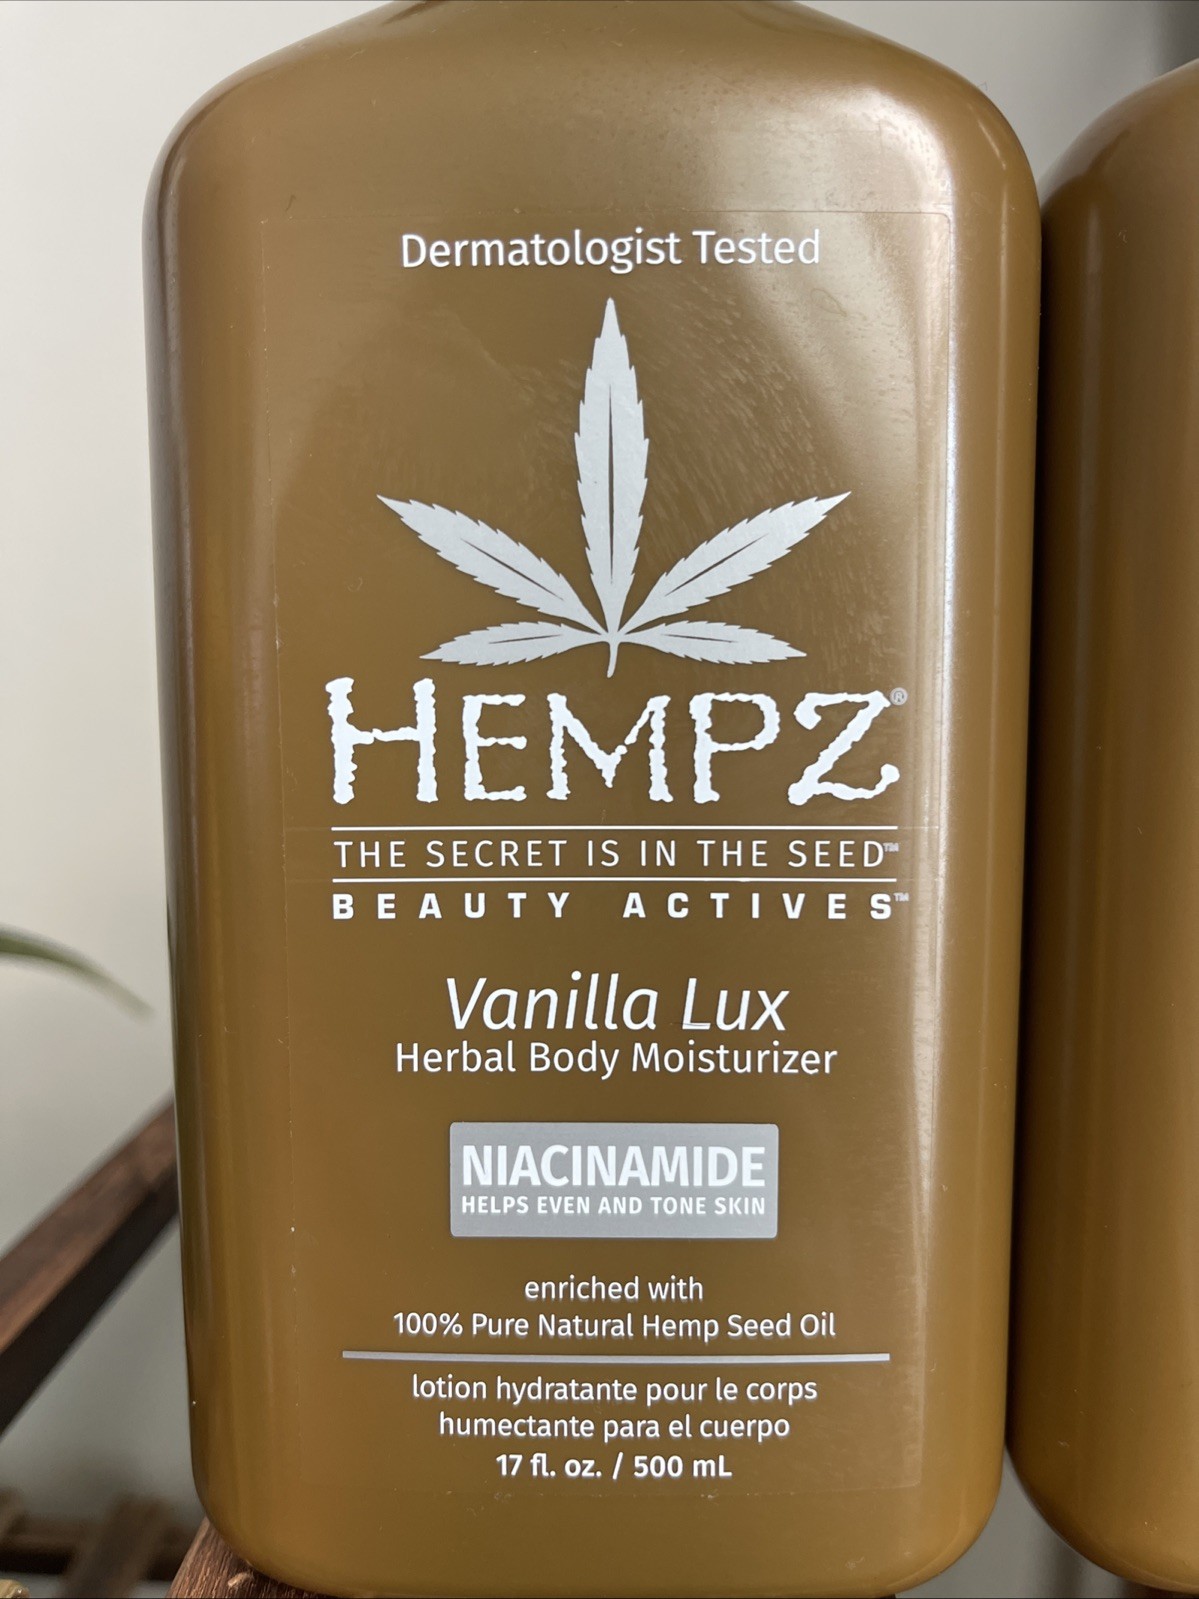 Dermatologist Tested
HEMPZ®
THE SECRET IS IN THE SEED™
BEAUTY ACTIVES™
Vanilla Lux
Herbal Body Moisturizer
NIACINAMIDE
HELPS EVEN AND TONE SKIN
enriched with
100% Pure Natural Hemp Seed Oil
lotion hydratante pour le corps
humectante para el cuerpo
17 fl. oz. / 500 mL